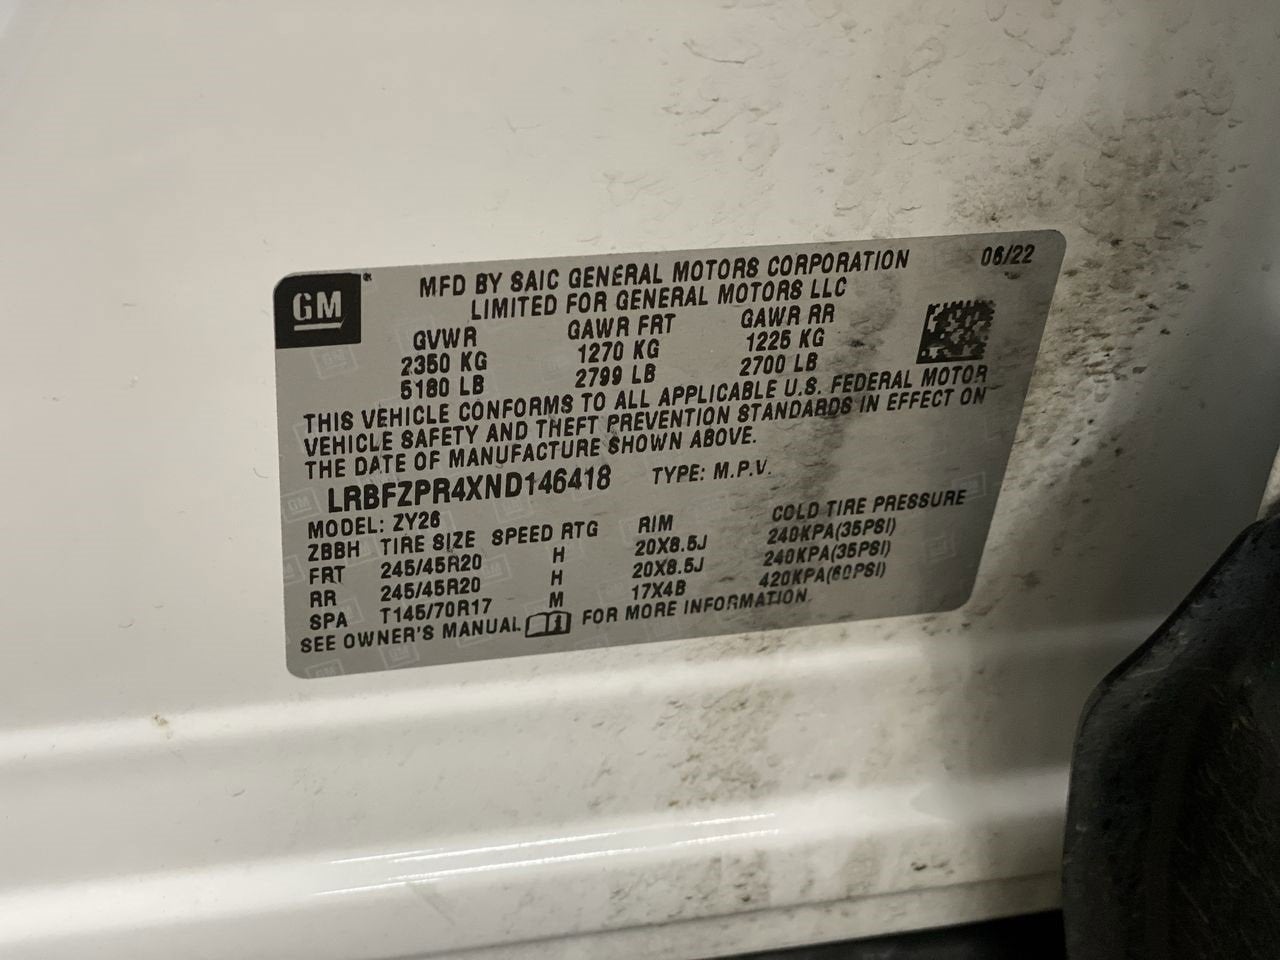 GM
MFD BY SAIC GENERAL MOTORS CORPORATION 06/22
LIMITED FOR GENERAL MOTORS LLC
GVWR GAWR FRT GAWR RR
2350 KG 1270 KG 1225 KG
5180 LB 2799 LB 2700 LB
THIS VEHICLE CONFORMS TO ALL APPLICABLE U.S. FEDERAL MOTOR
VEHICLE SAFETY AND THEFT PREVENTION STANDARDS IN EFFECT ON
THE DATE OF MANUFACTURE SHOWN ABOVE.
LRBFZPR4XND146418 TYPE: M.P.V.
MODEL: ZY26
ZBBH TIRE SIZE SPEED RTG RIM COLD TIRE PRESSURE
FRT 245/45R20 H 20X8.5J 240KPA(35PSI)
RR 245/45R20 H 20X8.5J 240KPA(35PSI)
SPA T145/70R17 M 17X4B 420KPA(60PSI)
SEE OWNER'S MANUAL FOR MORE INFORMATION.